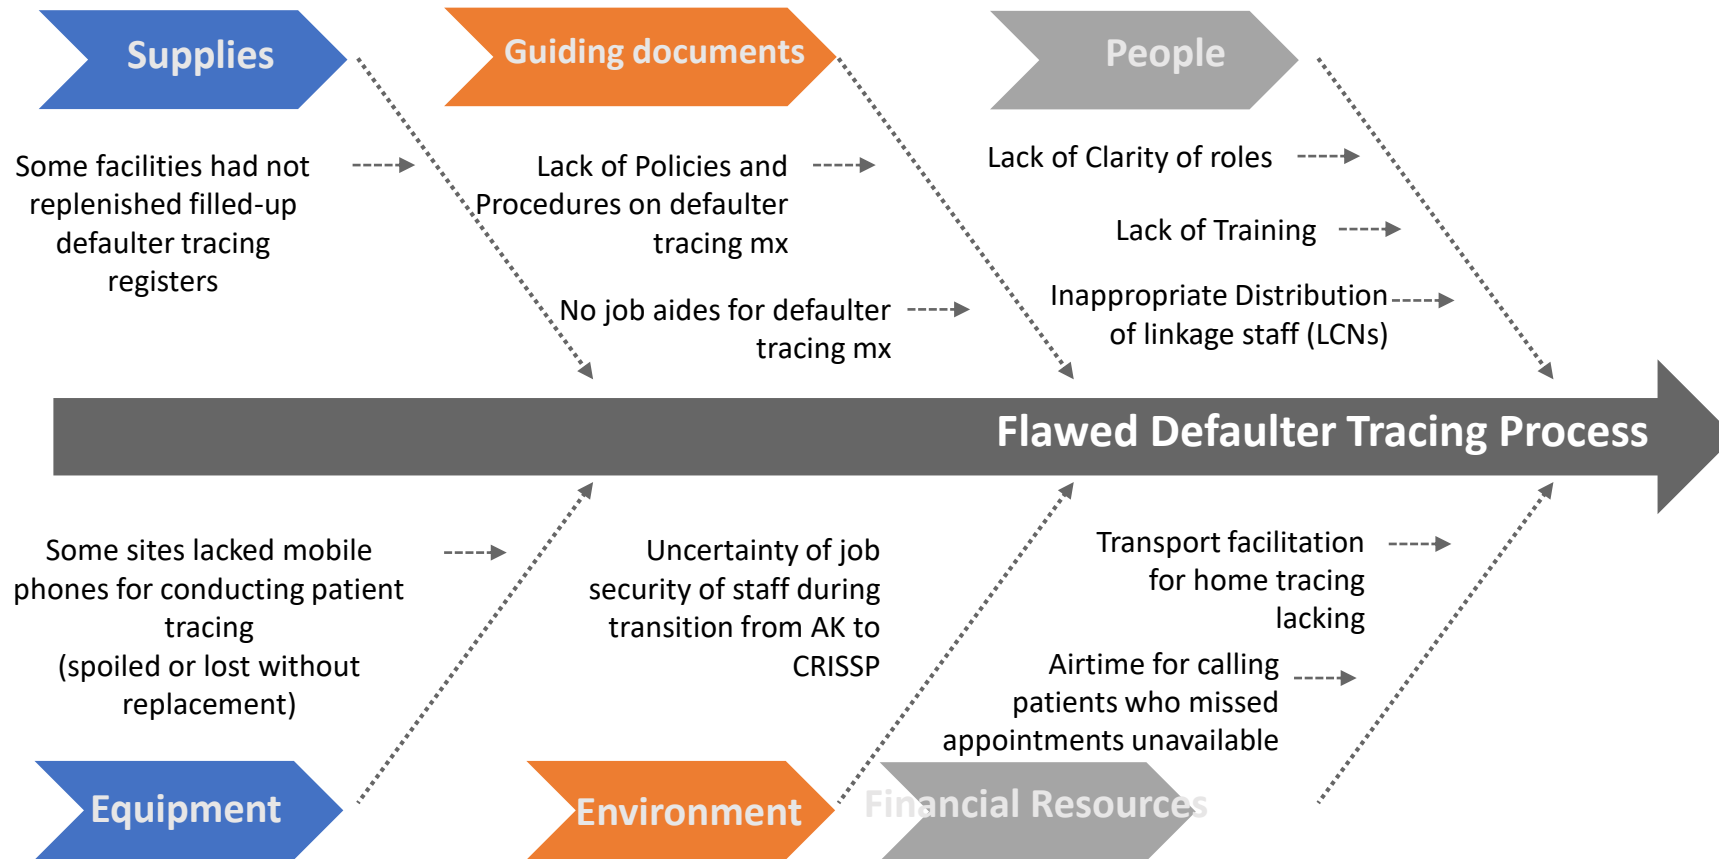 Supplies
Guiding documents
People
Some facilities had not
replenished filled-up
defaulter tracing
registers
Lack of Policies and
Procedures on defaulter
tracing mx
No job aides for defaulter
tracing mx
Lack of Clarity of roles
Lack of Training
Inappropriate Distribution
of linkage staff (LCNs)
Flawed Defaulter Tracing Process
Some sites lacked mobile
phones for conducting patient
tracing
(spoiled or lost without
replacement)
Uncertainty of job
security of staff during
transition from AK to
CRISSP
Transport facilitation
for home tracing
lacking
Airtime for calling
patients who missed
appointments unavailable
Equipment
Environment
Financial Resources